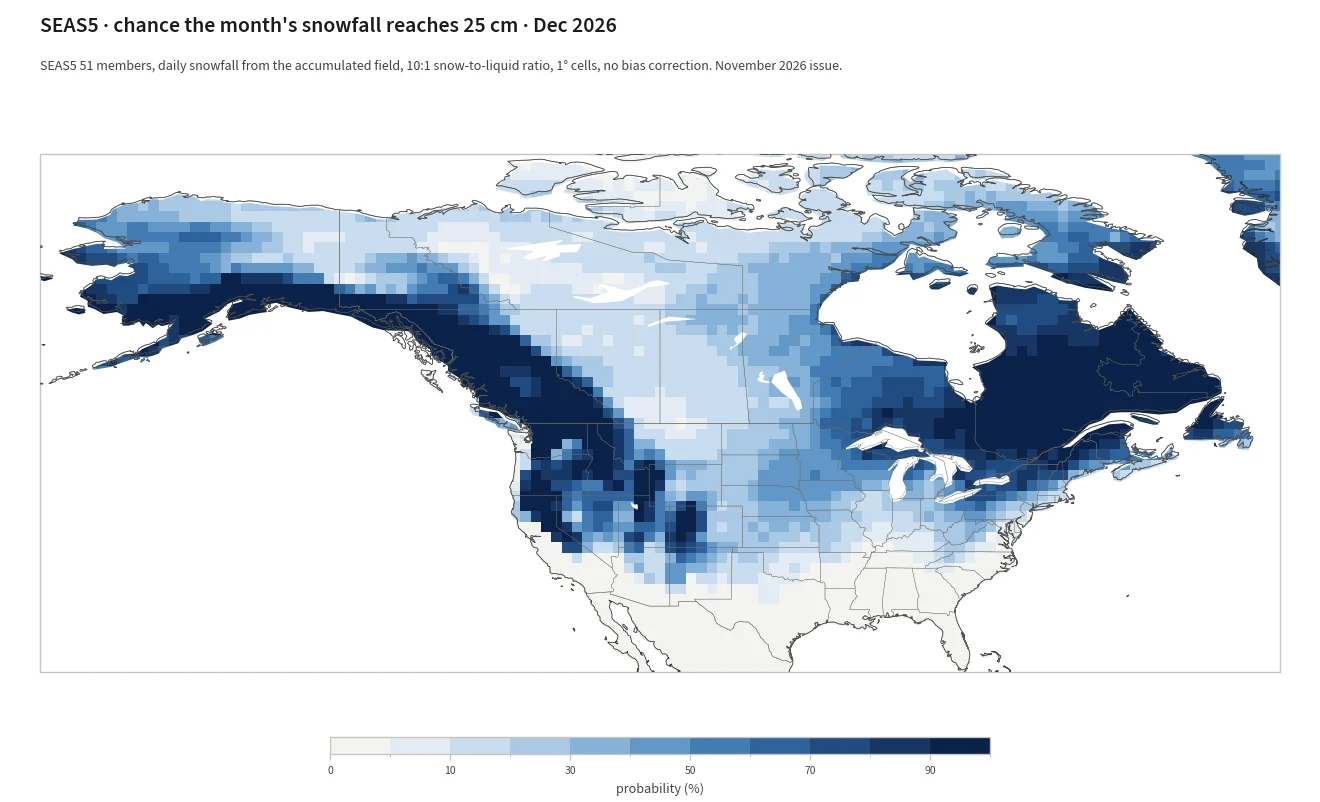 SEAS5 · chance the month's snowfall reaches 25 cm · Dec 2026
SEAS5 51 members, daily snowfall from the accumulated field, 10:1 snow-to-liquid ratio, 1° cells, no bias correction. November 2026 issue.
0 10 30 50 70 90
probability (%)